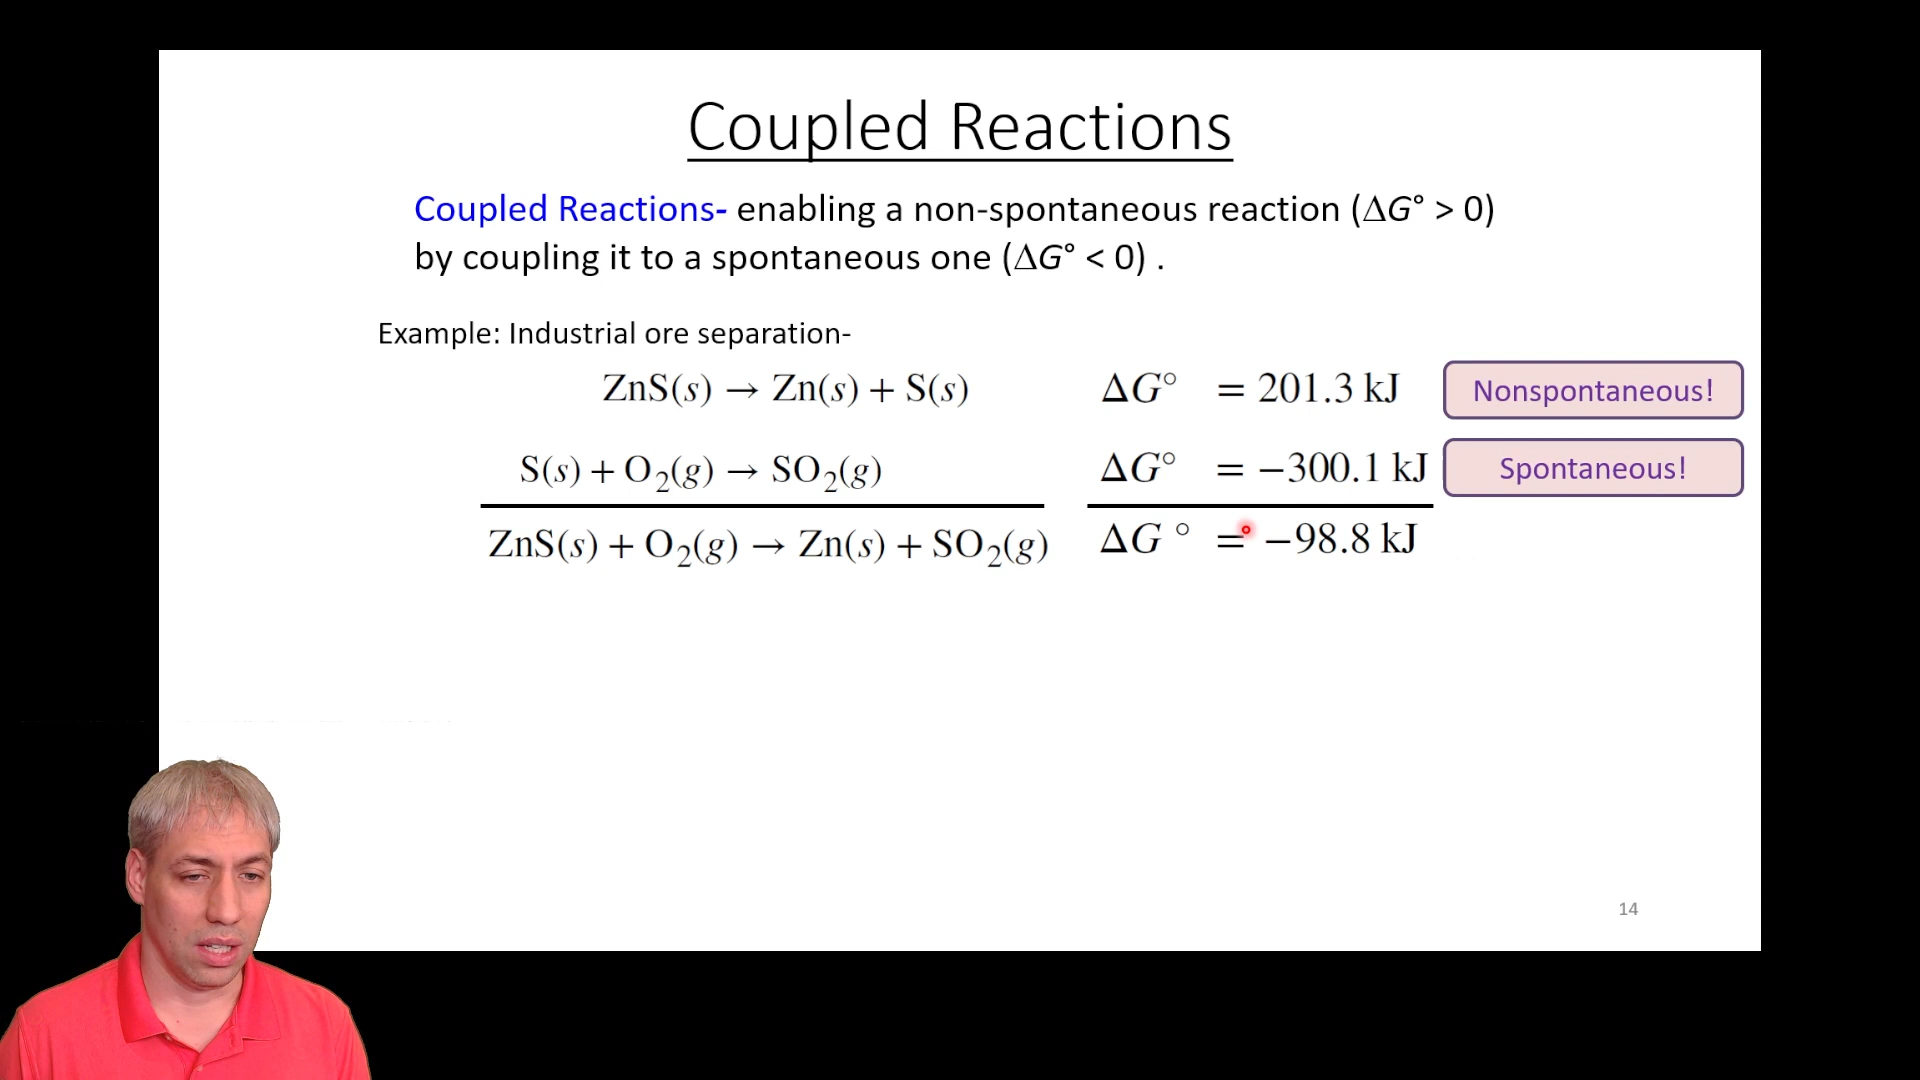 Coupled Reactions
Coupled Reactions- enabling a non-spontaneous reaction (ΔG° > 0)
by coupling it to a spontaneous one (ΔG° < 0) .
Example: Industrial ore separation-
ZnS(s) → Zn(s) + S(s) ΔG° = 201.3 kJ Nonspontaneous!
S(s) + O₂(g) → SO₂(g) ΔG° = −300.1 kJ Spontaneous!
ZnS(s) + O₂(g) → Zn(s) + SO₂(g) ΔG ° = −98.8 kJ
14